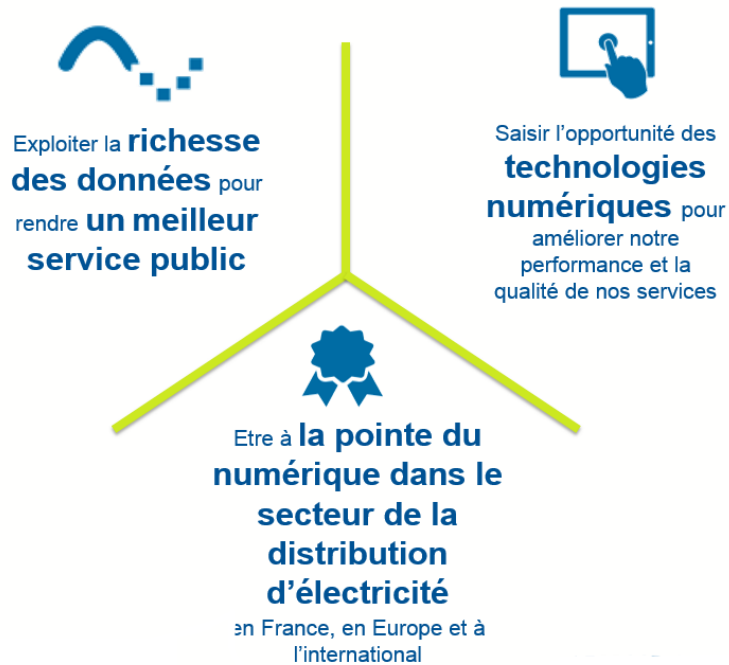 Exploiter la richesse
des données pour
rendre un meilleur
service public
Saisir l'opportunité des
technologies
numériques pour
améliorer notre
performance et la
qualité de nos services
Etre à la pointe du
numérique dans le
secteur de la
distribution
d'électricité
en France, en Europe et à
l'international